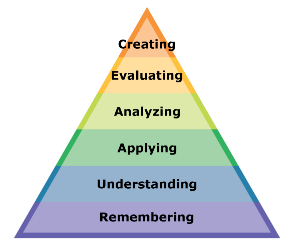 Creating
Evaluating
Analyzing
Applying
Understanding
Remembering